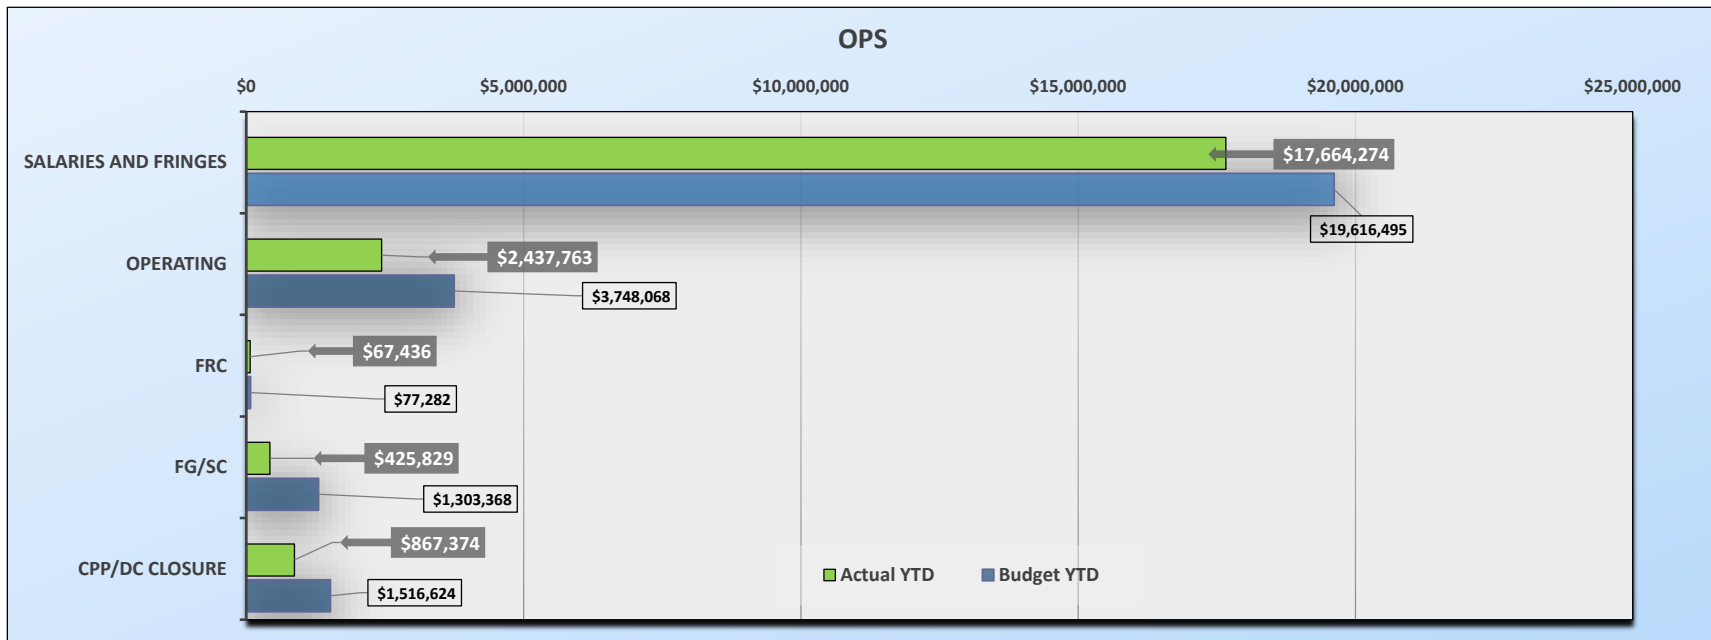 OPS
$0 $5,000,000 $10,000,000 $15,000,000 $20,000,000 $25,000,000
SALARIES AND FRINGES
$17,664,274
$19,616,495
OPERATING
$2,437,763
$3,748,068
FRC
$67,436
$77,282
FG/SC
$425,829
$1,303,368
CPP/DC CLOSURE
$867,374
$1,516,624
Actual YTD Budget YTD